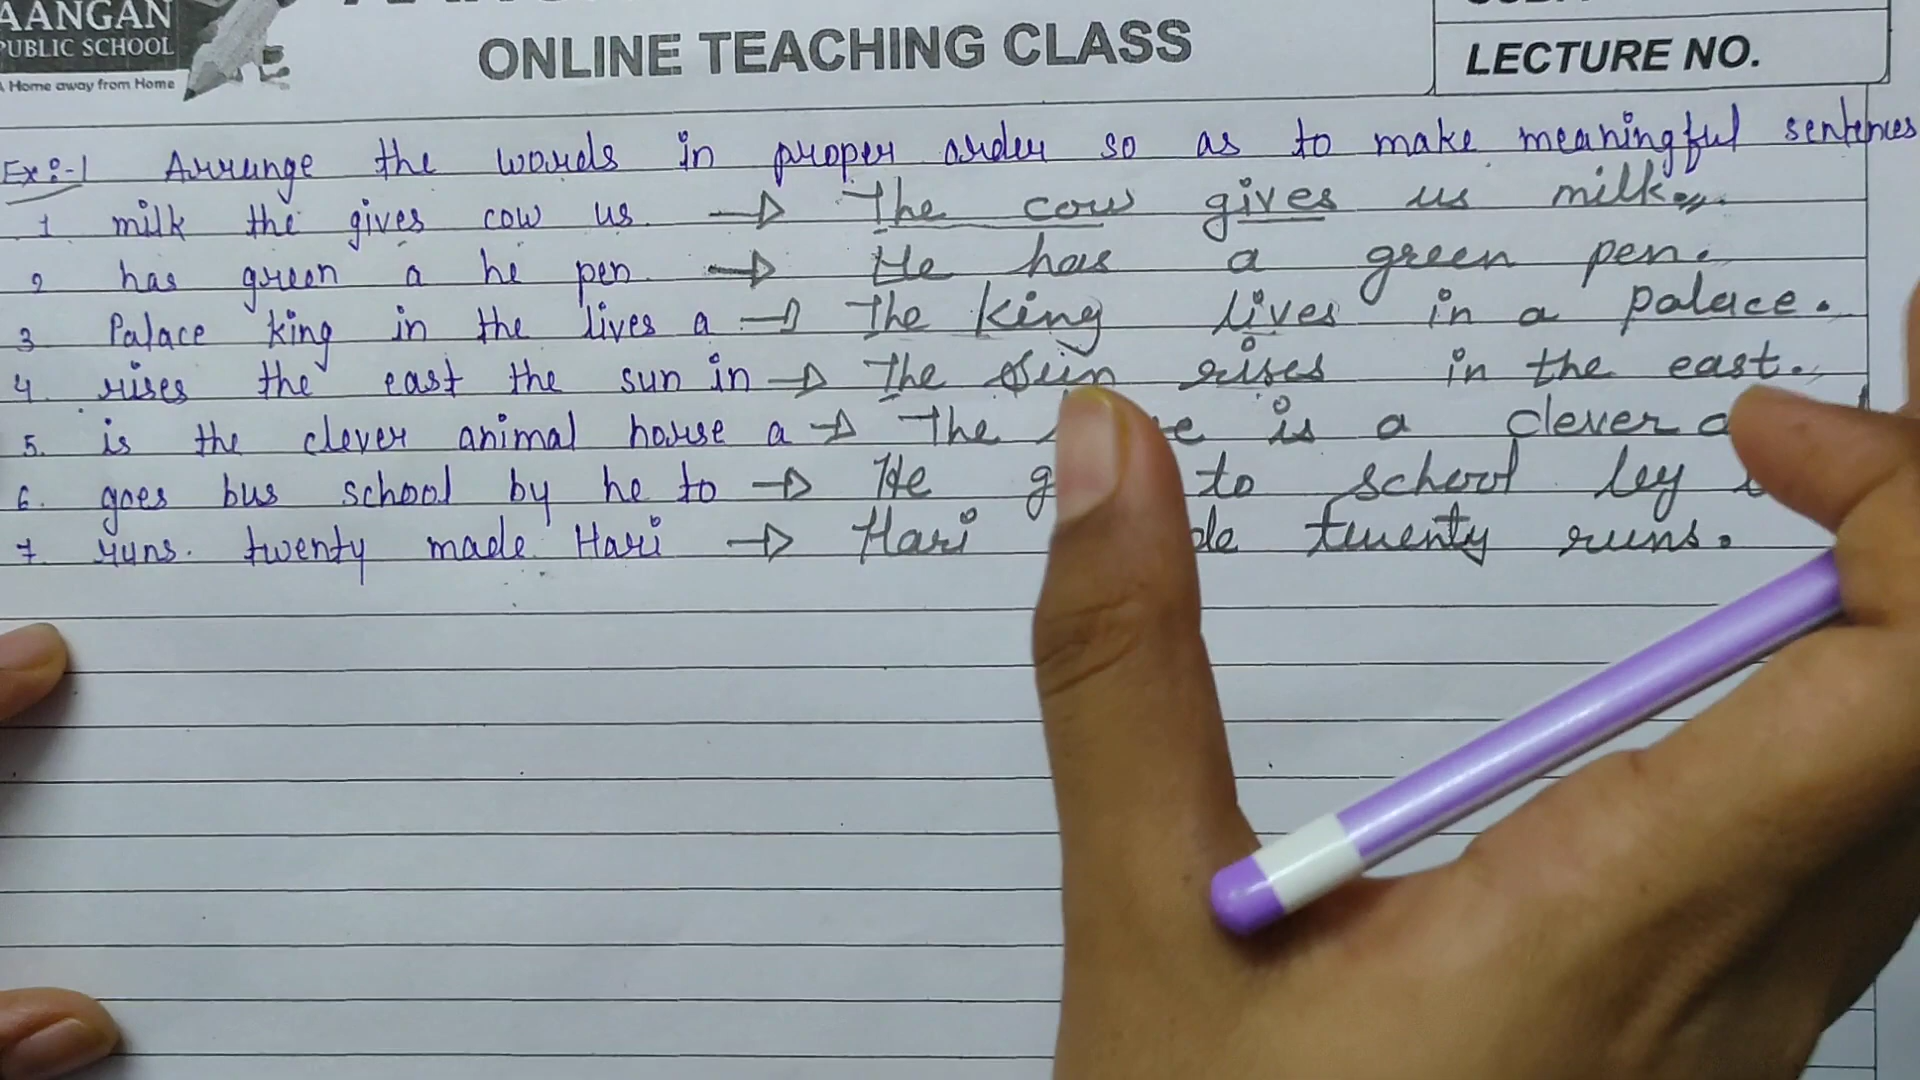 AANGAN
PUBLIC SCHOOL
A Home away from Home
ONLINE TEACHING CLASS
LECTURE NO.
Ex:-1 Arrange the words in proper order so as to make meaningful sentences
1. milk the gives cow us → The cow gives us milk.
2 has green a he pen → He has a green pen.
3 Palace king in the lives a → The king lives in a palace.
4. rises the east the sun in → The Sun rises in the east.
5. is the clever animal horse a → The is a clever
6. goes bus school by he to → He to school by
7. runs. twenty made Hari → Hari twenty runs.